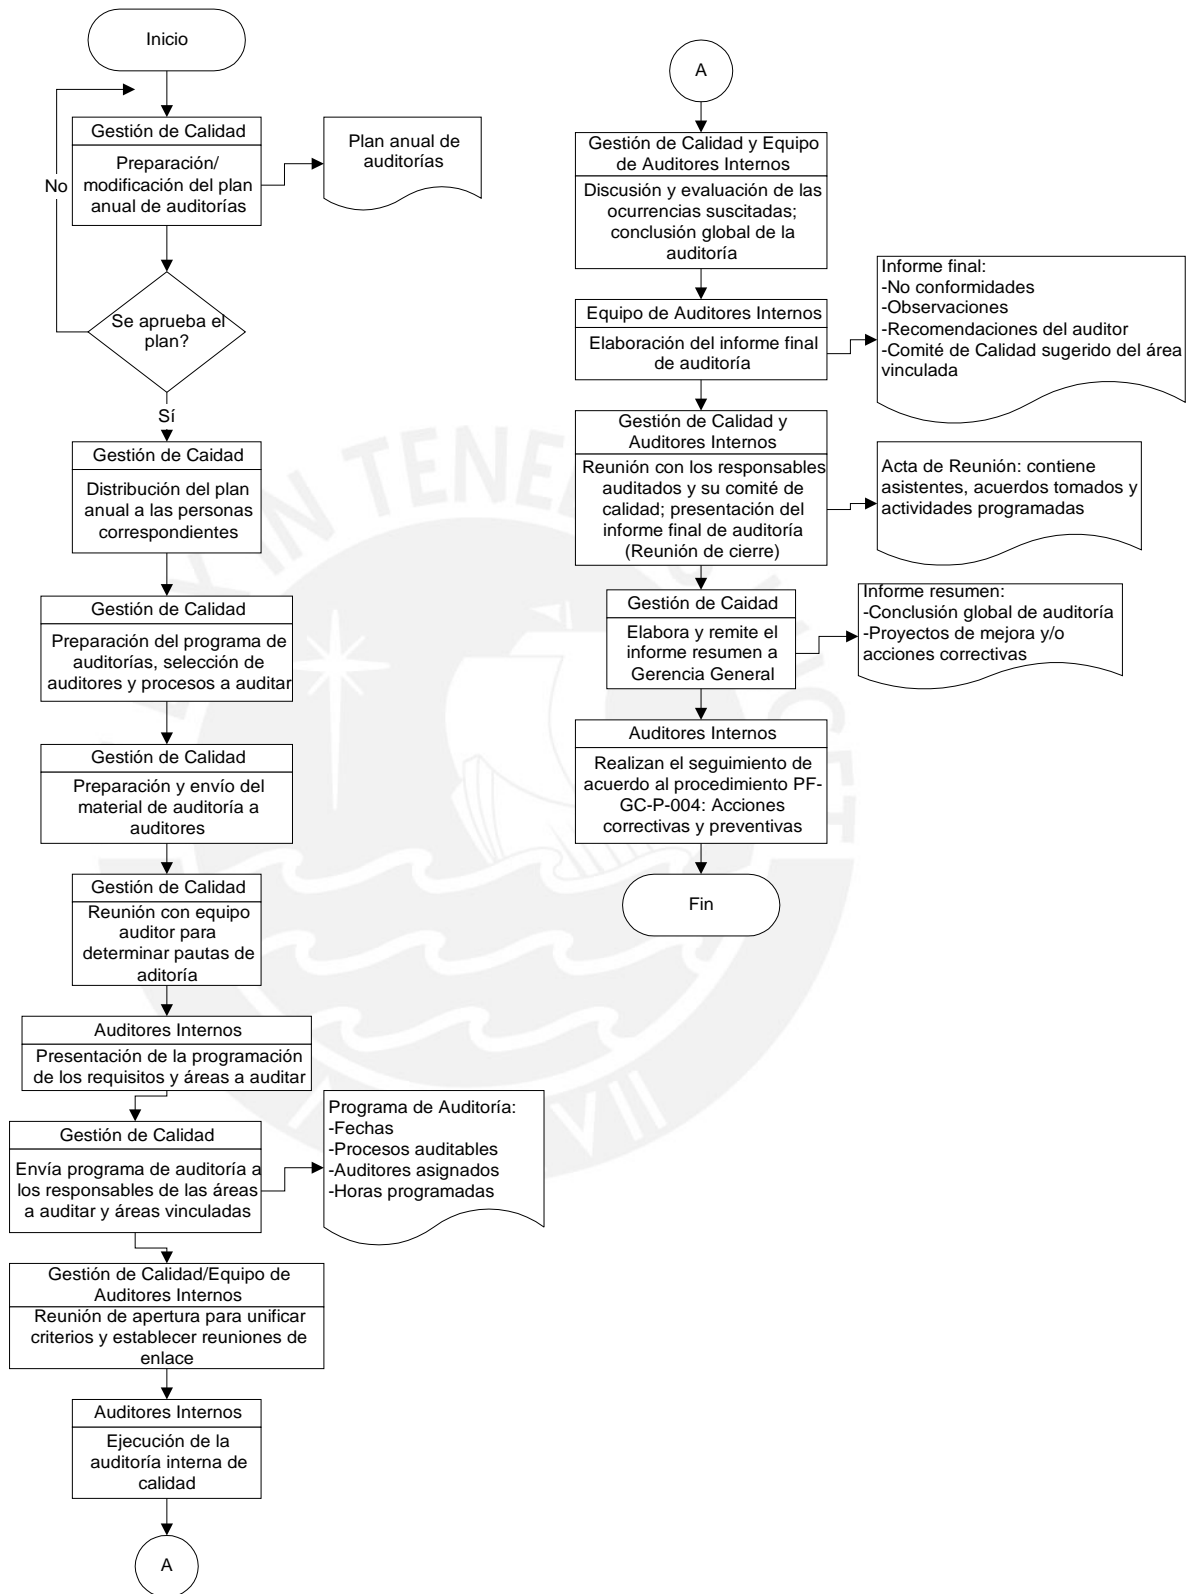 Inicio
No
Gestión de Calidad
Preparación/
modificación del plan
anual de auditorías
Plan anual de
auditorías
Se aprueba el
plan?
Sí
Gestión de Caidad
Distribución del plan
anual a las personas
correspondientes
Gestión de Calidad
Preparación del programa de
auditorías, selección de
auditores y procesos a auditar
Gestión de Calidad
Preparación y envío del
material de auditoría a
auditores
Gestión de Calidad
Reunión con equipo
auditor para
determinar pautas de
aditoría
Auditores Internos
Presentación de la programación
de los requisitos y áreas a auditar
Gestión de Calidad
Envía programa de auditoría a
los responsables de las áreas
a auditar y áreas vinculadas
Programa de Auditoría:
-Fechas
-Procesos auditables
-Auditores asignados
-Horas programadas
Gestión de Calidad/Equipo de
Auditores Internos
Reunión de apertura para unificar
criterios y establecer reuniones de
enlace
Auditores Internos
Ejecución de la
auditoría interna de
calidad
A
A
Gestión de Calidad y Equipo
de Auditores Internos
Discusión y evaluación de las
ocurrencias suscitadas;
conclusión global de la
auditoría
Equipo de Auditores Internos
Elaboración del informe final
de auditoría
Informe final:
-No conformidades
-Observaciones
-Recomendaciones del auditor
-Comité de Calidad sugerido del área
vinculada
Gestión de Calidad y
Auditores Internos
Reunión con los responsables
auditados y su comité de
calidad; presentación del
informe final de auditoría
(Reunión de cierre)
Acta de Reunión: contiene
asistentes, acuerdos tomados y
actividades programadas
Gestión de Caidad
Elabora y remite el
informe resumen a
Gerencia General
Informe resumen:
-Conclusión global de auditoría
-Proyectos de mejora y/o
acciones correctivas
Auditores Internos
Realizan el seguimiento de
acuerdo al procedimiento PF-
GC-P-004: Acciones
correctivas y preventivas
Fin